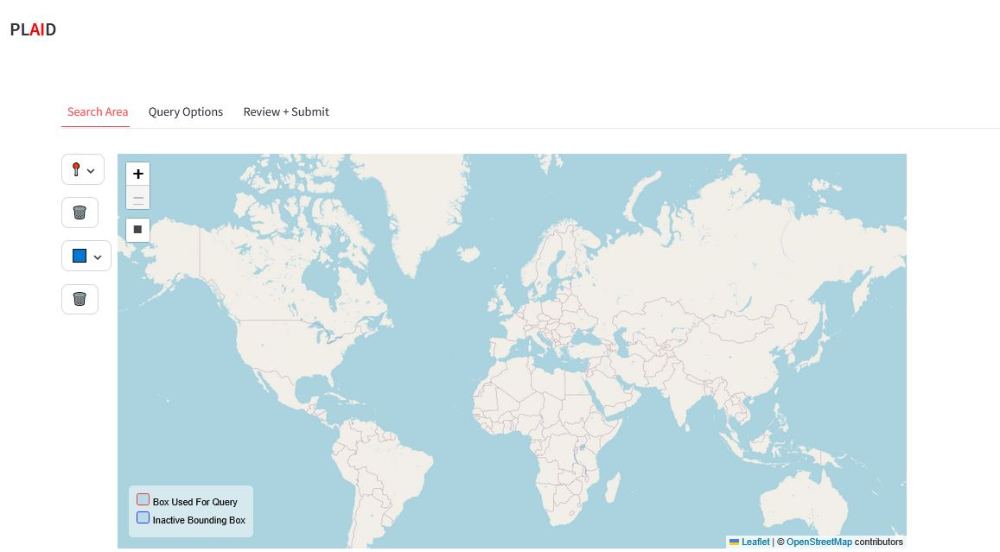 PLAID
Search Area
Query Options
Review + Submit
+
Box Used For Query
Inactive Bounding Box
Leaflet | © OpenStreetMap contributors